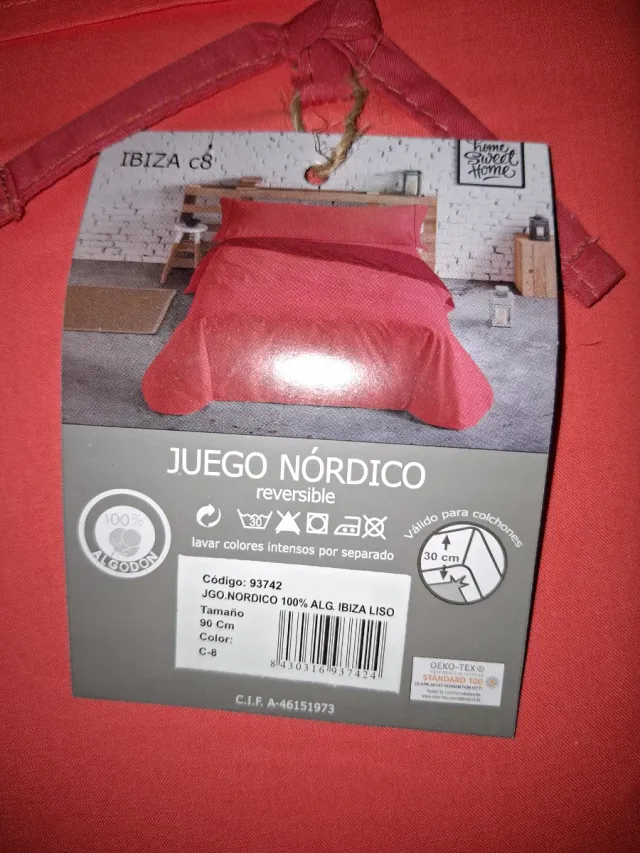 IBIZA c8
home
Sweet
Home
JUEGO NÓRDICO
reversible
30
lavar colores intensos por separado
100%
ALGODON
Válido para colchones
30 cm
Código: 93742
JGO.NORDICO 100% ALG. IBIZA LISO
Tamaño
90 Cm
Color:
C-8
8 430316 937424
OEKO-TEX®
STANDARD 100
C.I.F. A-46151973